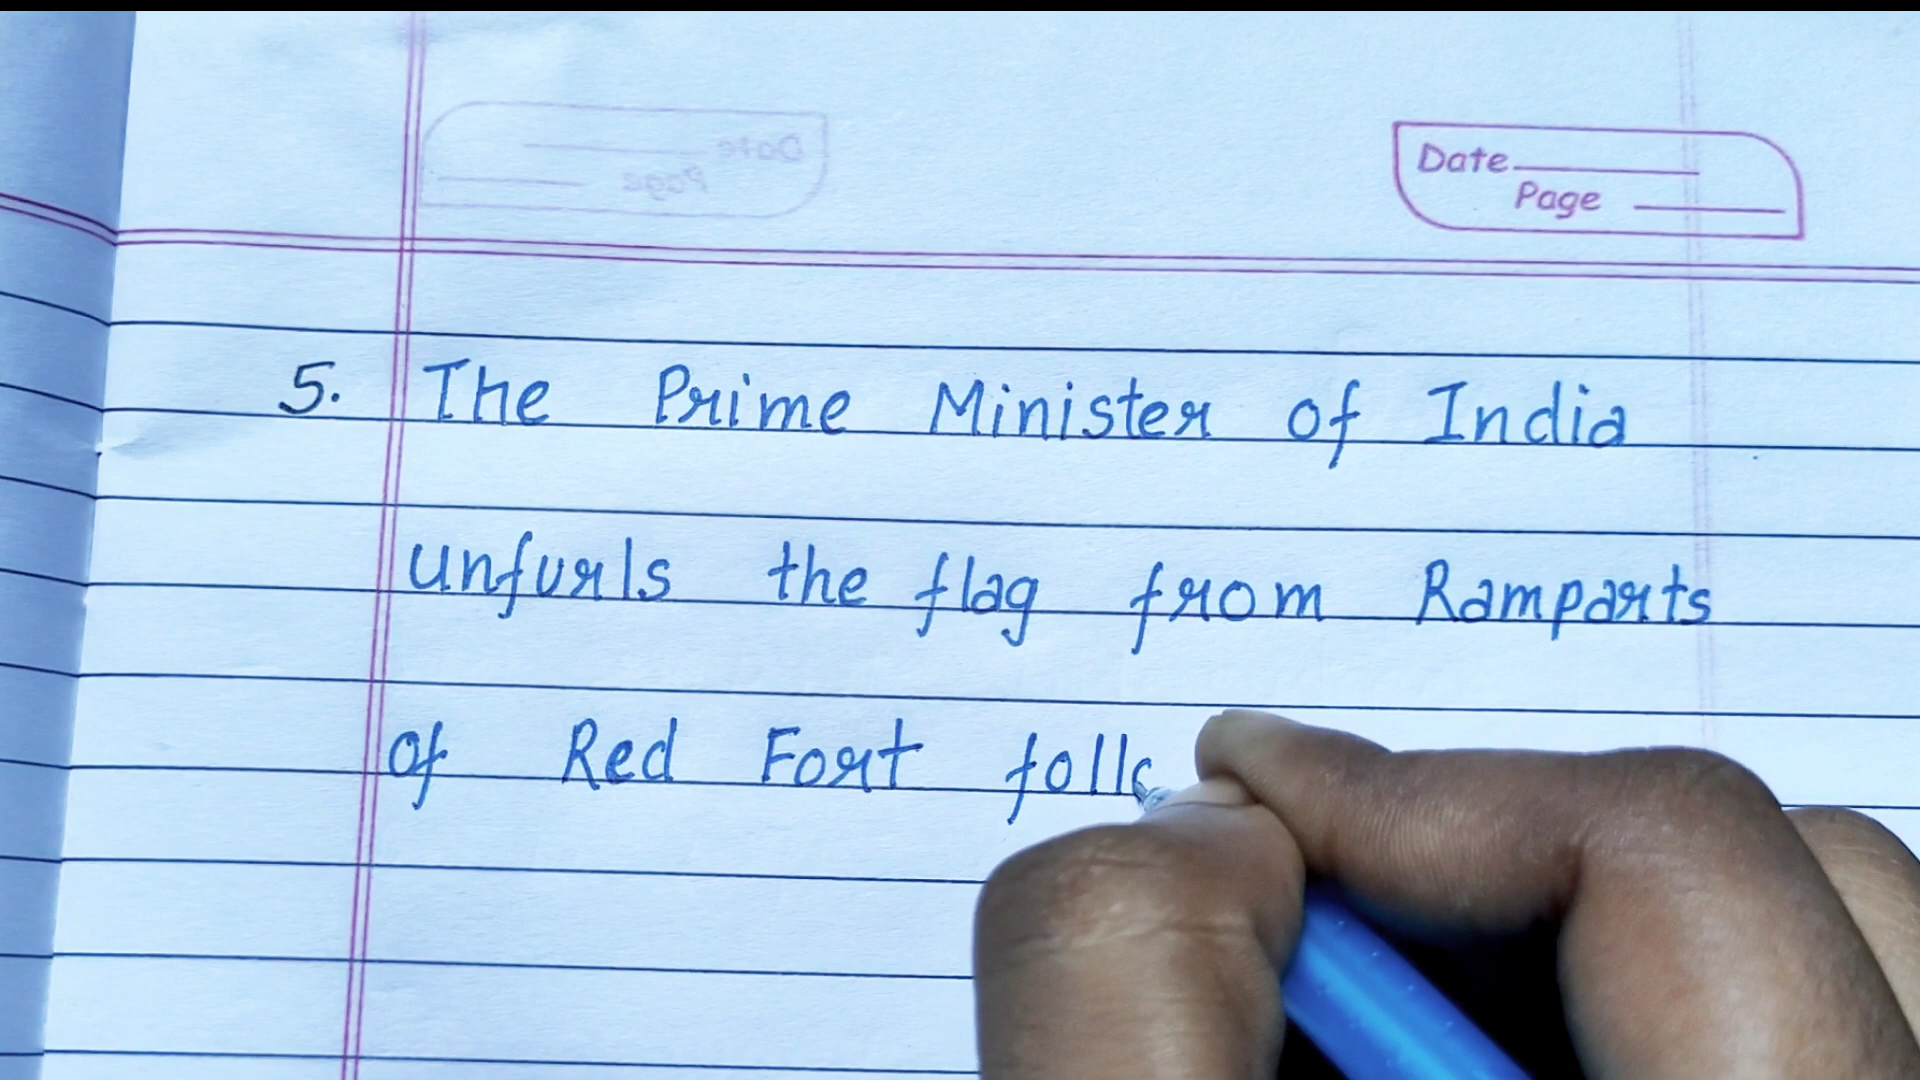 Date
Page
5. The Prime Minister of India
unfurls the flag from Ramparts
of Red Fort